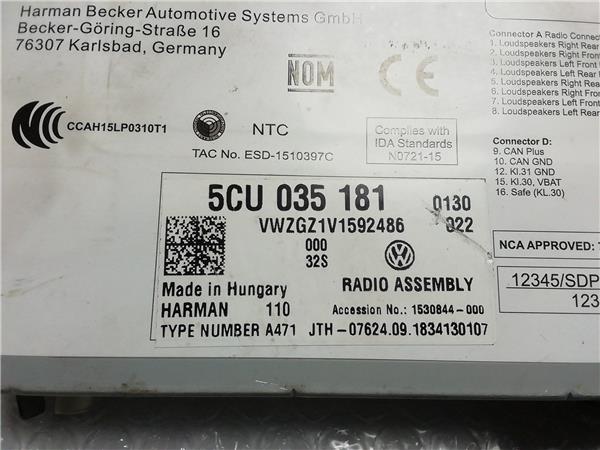 Harman Becker Automotive Systems GmbH
Becker-Göring-Straße 16
76307 Karlsbad, Germany
NOM
CE
CCC
CCAH15LP0310T1
NTC
TAC No. ESD-1510397C
Complies with
IDA Standards
N0721-15
Connector A Radio Connec
1. Loudspeakers Right Rear
2. Loudspeakers Right Front
3. Loudspeakers Left Front
4. Loudspeakers Left Rear
5. Loudspeakers Right Rear
6. Loudspeakers Right Fron
7. Loudspeakers Left Front
8. Loudspeakers Left Rear
Connector D:
9. CAN Plus
10. CAN GND
12. Kl.31 GND
15. Kl.30, VBAT
16. Safe (KL.30)
NCA APPROVED:
12345/SDP
123
5CU 035 181 0130
VWZGZ1V1592486 022
000
32S
Made in Hungary
RADIO ASSEMBLY
HARMAN 110
Accession No.: 1530844-000
TYPE NUMBER A471 JTH-07624.09.1834130107